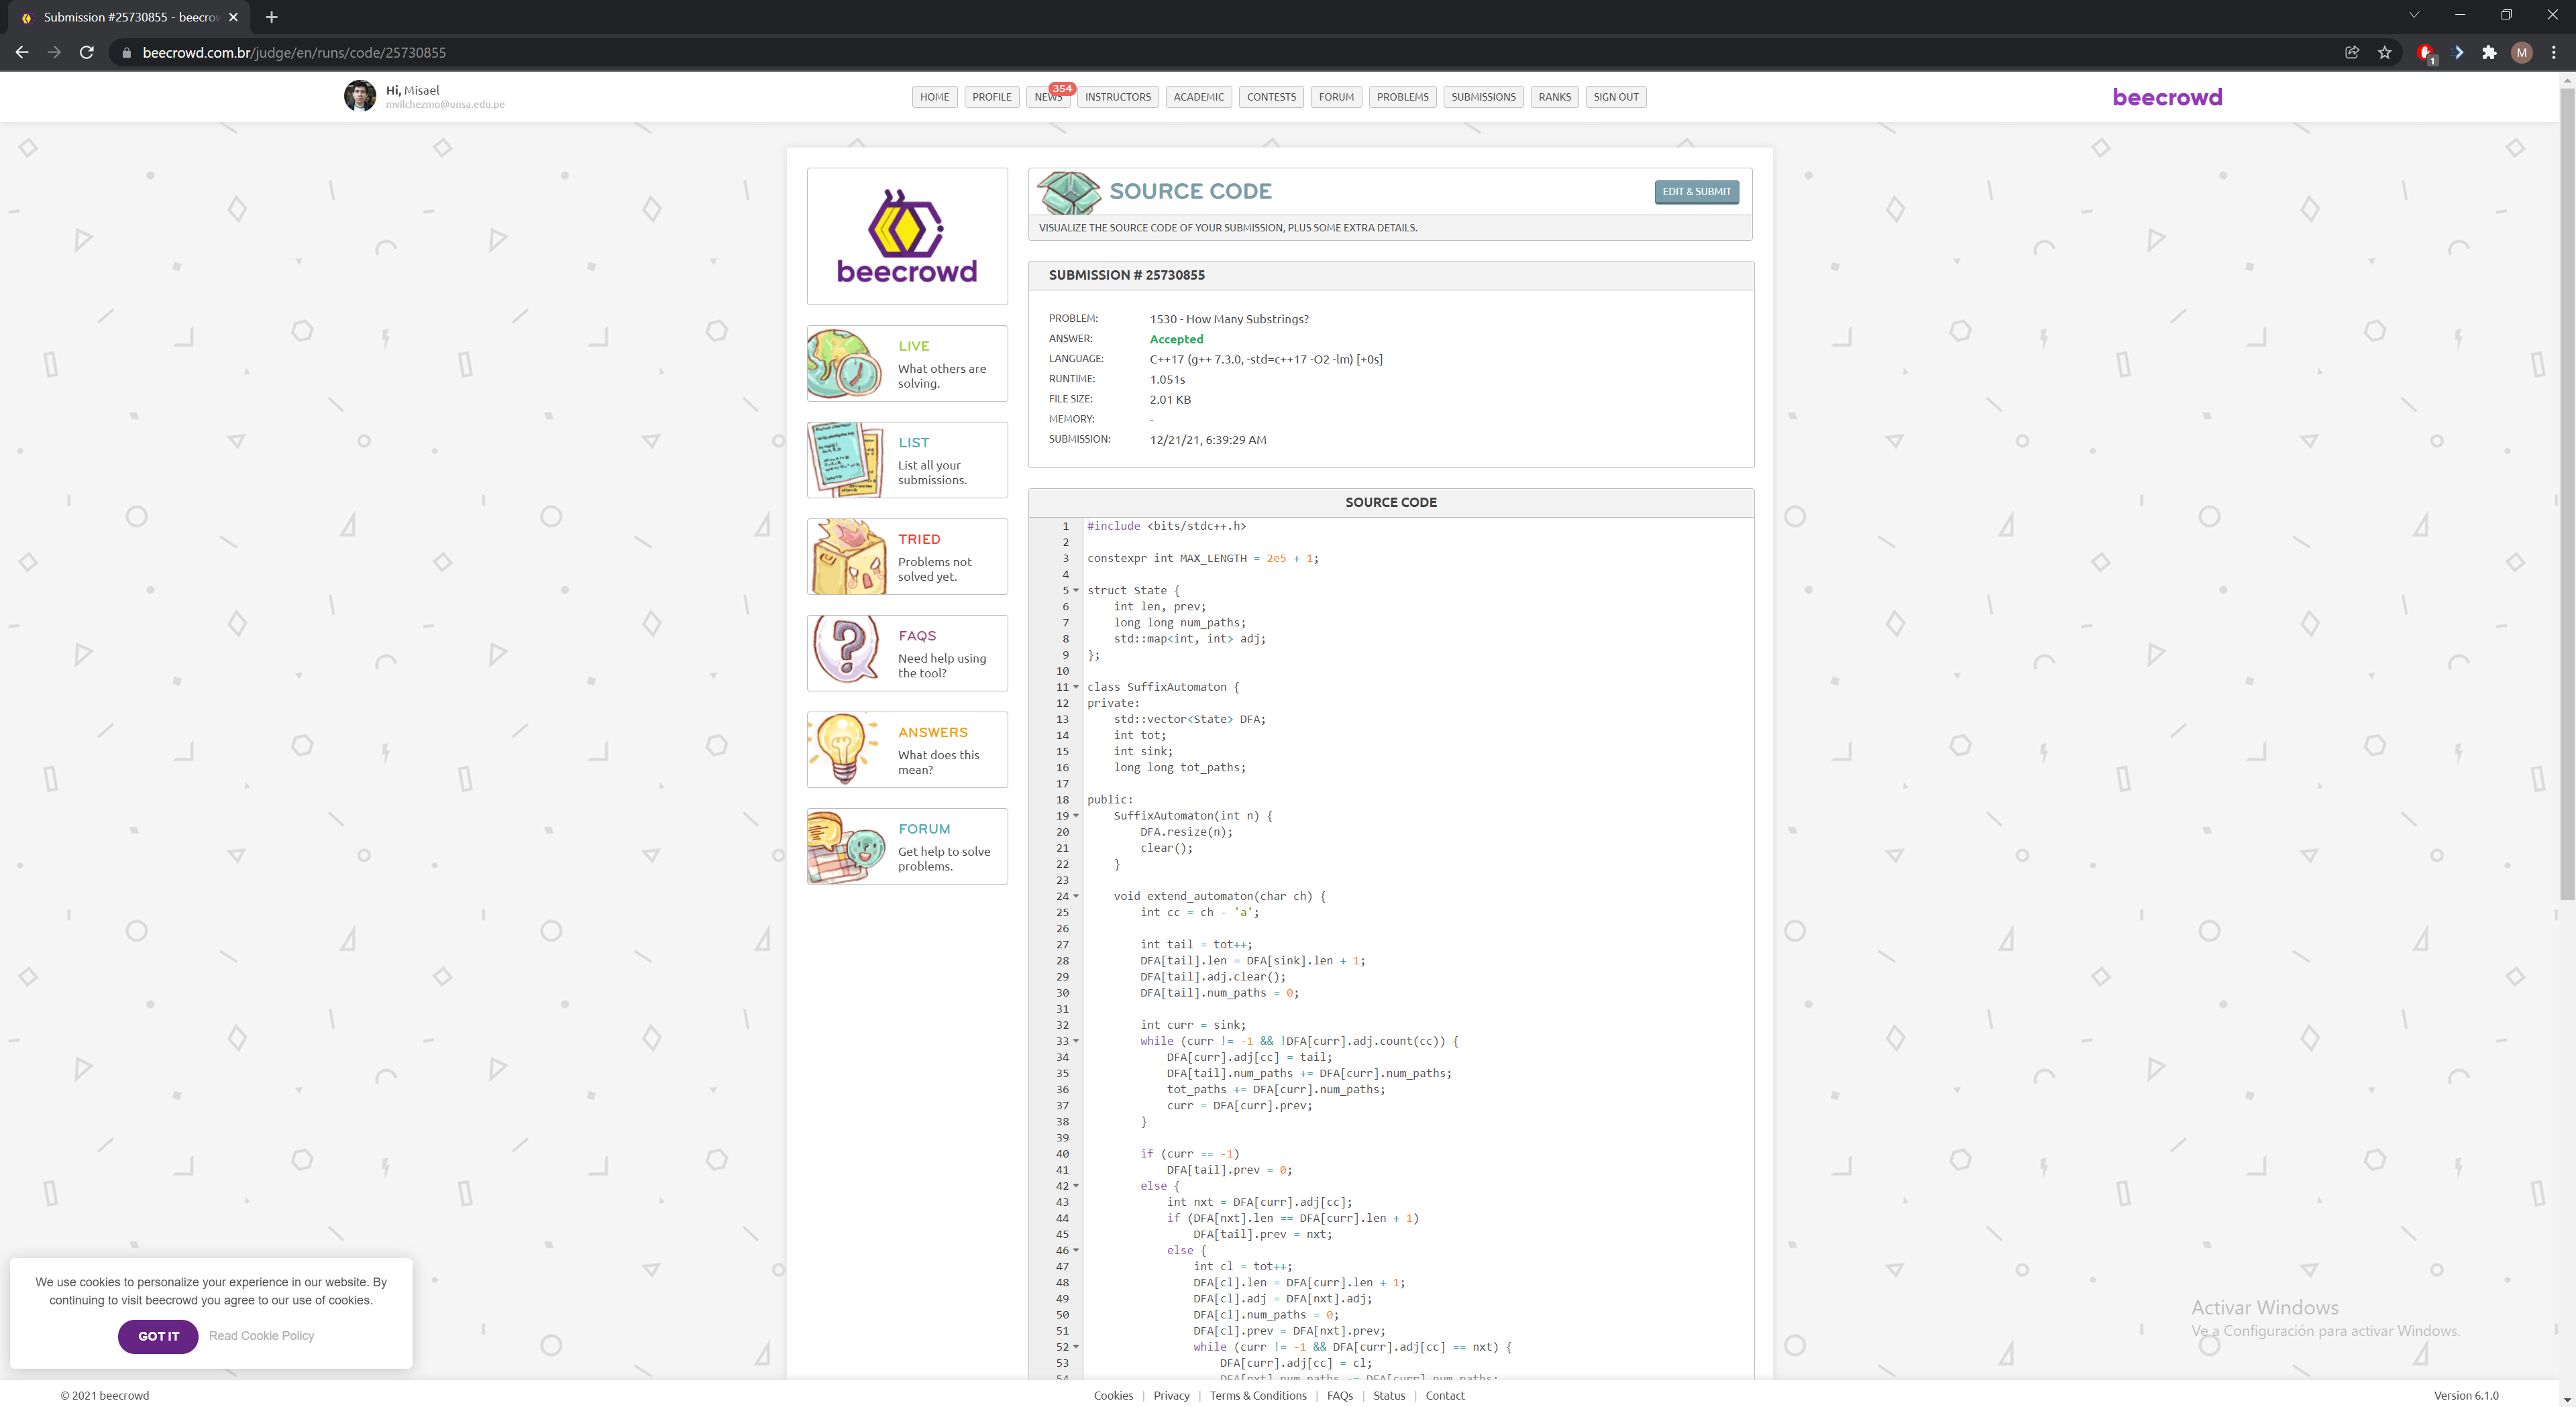 Submission #25730855 - beecro
beecrowd.com.br/judge/en/runs/code/25730855
1
M
Hi, Misael
mvilchezmo@unsa.edu.pe
HOME
PROFILE
NEWS
354
INSTRUCTORS
ACADEMIC
CONTESTS
FORUM
PROBLEMS
SUBMISSIONS
RANKS
SIGN OUT
beecrowd
beecrowd
LIVE
What others are
solving.
LIST
List all your
submissions.
TRIED
Problems not
solved yet.
FAQS
Need help using
the tool?
ANSWERS
What does this
mean?
FORUM
Get help to solve
problems.
SOURCE CODE
EDIT & SUBMIT
VISUALIZE THE SOURCE CODE OF YOUR SUBMISSION, PLUS SOME EXTRA DETAILS.
SUBMISSION # 25730855
PROBLEM: 1530 - How Many Substrings?
ANSWER: Accepted
LANGUAGE: C++17 (g++ 7.3.0, -std=c++17 -O2 -lm) [+0s]
RUNTIME: 1.051s
FILE SIZE: 2.01 KB
MEMORY: -
SUBMISSION: 12/21/21, 6:39:29 AM
SOURCE CODE
1 #include <bits/stdc++.h>
2
3 constexpr int MAX_LENGTH = 2e5 + 1;
4
5 struct State {
6 int len, prev;
7 long long num_paths;
8 std::map<int, int> adj;
9 };
10
11 class SuffixAutomaton {
12 private:
13 std::vector<State> DFA;
14 int tot;
15 int sink;
16 long long tot_paths;
17
18 public:
19 SuffixAutomaton(int n) {
20 DFA.resize(n);
21 clear();
22 }
23
24 void extend_automaton(char ch) {
25 int cc = ch - 'a';
26
27 int tail = tot++;
28 DFA[tail].len = DFA[sink].len + 1;
29 DFA[tail].adj.clear();
30 DFA[tail].num_paths = 0;
31
32 int curr = sink;
33 while (curr != -1 && !DFA[curr].adj.count(cc)) {
34 DFA[curr].adj[cc] = tail;
35 DFA[tail].num_paths += DFA[curr].num_paths;
36 tot_paths += DFA[curr].num_paths;
37 curr = DFA[curr].prev;
38 }
39
40 if (curr == -1)
41 DFA[tail].prev = 0;
42 else {
43 int nxt = DFA[curr].adj[cc];
44 if (DFA[nxt].len == DFA[curr].len + 1)
45 DFA[tail].prev = nxt;
46 else {
47 int cl = tot++;
48 DFA[cl].len = DFA[curr].len + 1;
49 DFA[cl].adj = DFA[nxt].adj;
50 DFA[cl].num_paths = 0;
51 DFA[cl].prev = DFA[nxt].prev;
52 while (curr != -1 && DFA[curr].adj[cc] == nxt) {
53 DFA[curr].adj[cc] = cl;
54 DFA[nxt].num_paths -= DFA[curr].num_paths;
We use cookies to personalize your experience in our website. By
continuing to visit beecrowd you agree to our use of cookies.
GOT IT
Read Cookie Policy
Activar Windows
Ve a Configuración para activar Windows.
© 2021 beecrowd
Cookies | Privacy | Terms & Conditions | FAQs | Status | Contact
Version 6.1.0